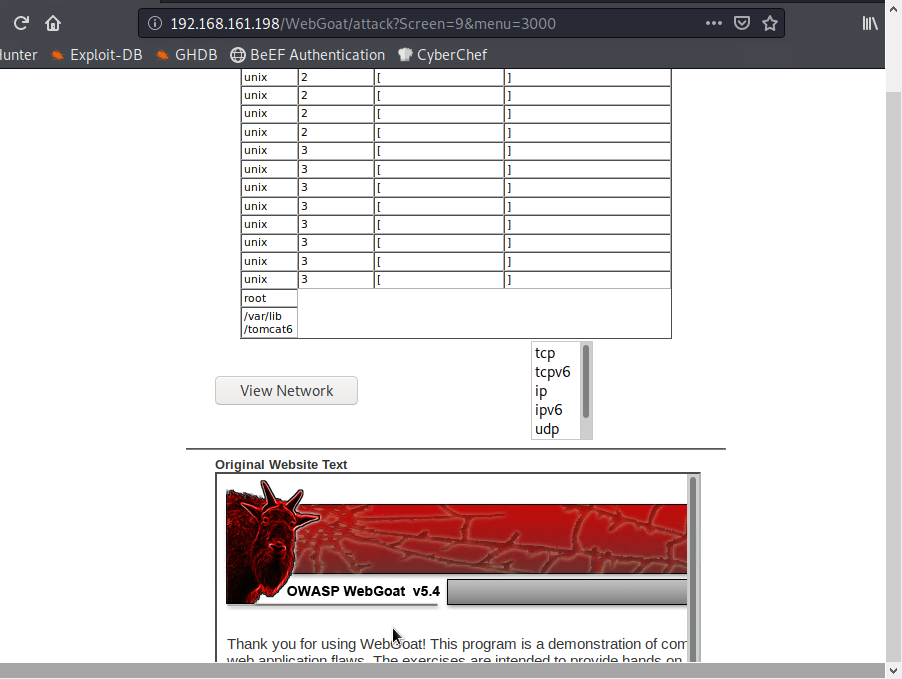 192.168.161.198/WebGoat/attack?Screen=9&menu=3000
Hunter Exploit-DB GHDB BeEF Authentication CyberChef
unix 2 [ ]
unix 2 [ ]
unix 2 [ ]
unix 2 [ ]
unix 3 [ ]
unix 3 [ ]
unix 3 [ ]
unix 3 [ ]
unix 3 [ ]
unix 3 [ ]
unix 3 [ ]
unix 3 [ ]
root
/var/lib
/tomcat6
tcp
tcpv6
ip
ipv6
udp
View Network
Original Website Text
OWASP WebGoat v5.4
Thank you for using WebGoat! This program is a demonstration of com
web application flaws. The exercises are intended to provide hands on